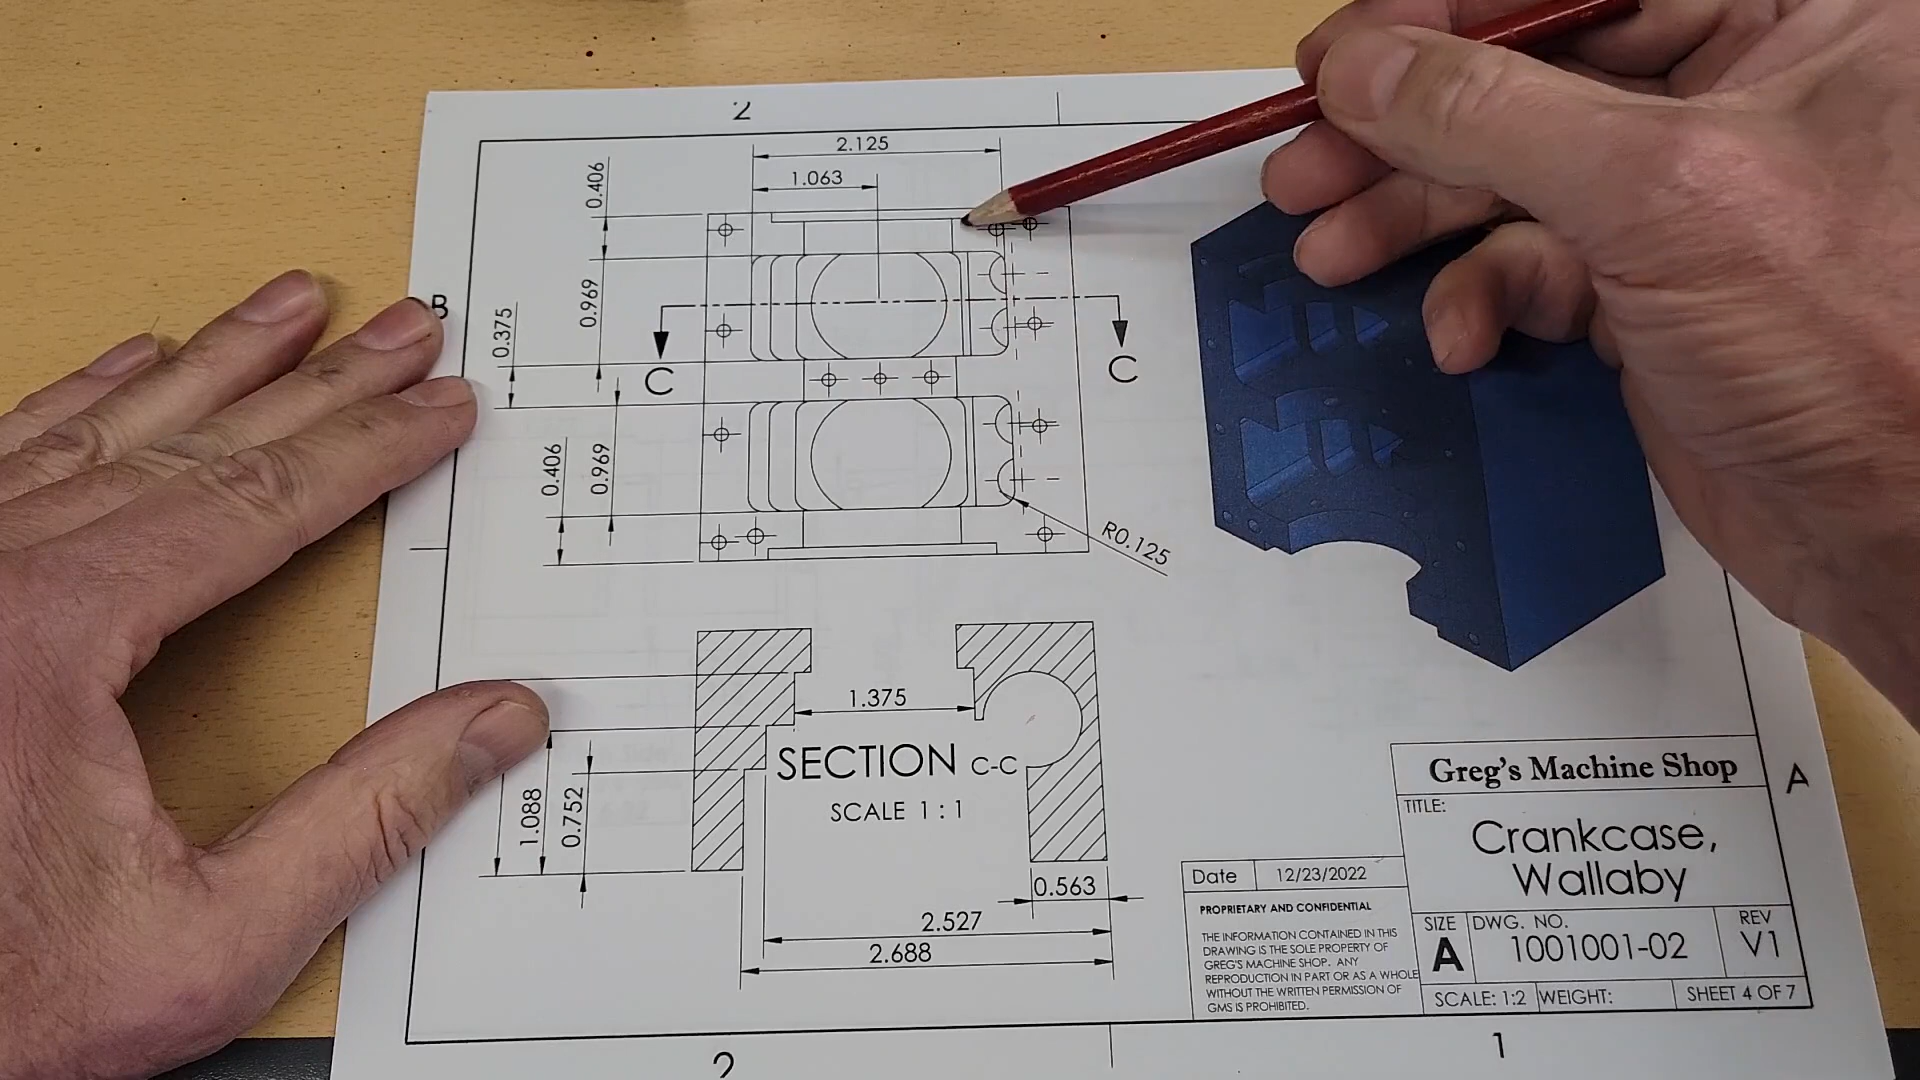 2
2.125
1.063
0.406
0.969
0.375
B
C
C
0.406
0.969
R0.125
1.375
SECTION C-C
SCALE 1 : 1
1.088
0.752
0.563
2.527
2.688
Greg's Machine Shop
A
TITLE:
Crankcase,
Wallaby
Date 12/23/2022
PROPRIETARY AND CONFIDENTIAL
THE INFORMATION CONTAINED IN THIS
DRAWING IS THE SOLE PROPERTY OF
GREG'S MACHINE SHOP. ANY
REPRODUCTION IN PART OR AS A WHOLE
WITHOUT THE WRITTEN PERMISSION OF
GMS IS PROHIBITED.
SIZE DWG. NO. REV
A 1001001-02 V1
SCALE: 1:2 WEIGHT: SHEET 4 OF 7
2
1